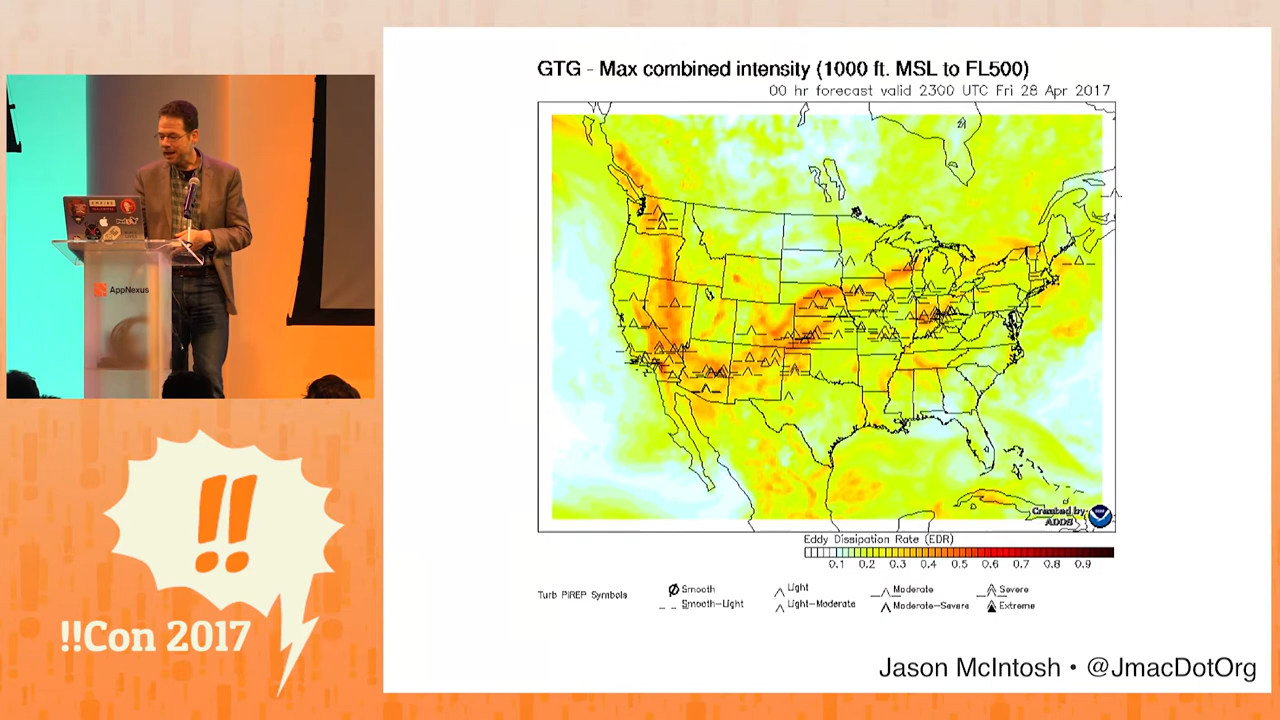 GTG - Max combined intensity (1000 ft. MSL to FL500)
00 hr forecast valid 2300 UTC Fri 28 Apr 2017
EMPIRE
AppNexus
Created by
ADDS
Eddy Dissipation Rate (EDR)
0.1 0.2 0.3 0.4 0.5 0.6 0.7 0.8 0.9
Turb PIREP Symbols
Smooth
Light
Moderate
Severe
Smooth-Light
Light-Moderate
Moderate-Severe
Extreme
!!
!!Con 2017
Jason McIntosh • @JmacDotOrg